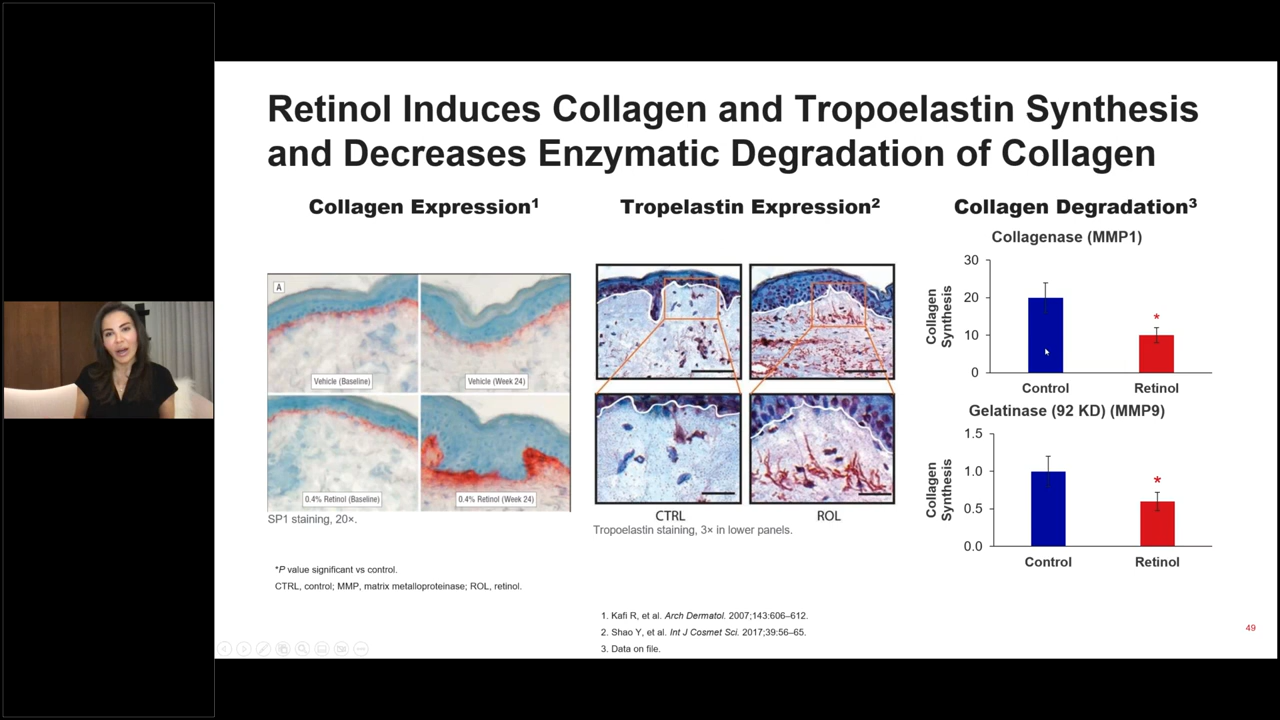 Retinol Induces Collagen and Tropoelastin Synthesis
and Decreases Enzymatic Degradation of Collagen
Collagen Expression1
A
Vehicle (Baseline)
Vehicle (Week 24)
0.4% Retinol (Baseline)
0.4% Retinol (Week 24)
SP1 staining, 20×.
Tropelastin Expression2
CTRL
ROL
Tropoelastin staining, 3× in lower panels.
Collagen Degradation3
Collagenase (MMP1)
Collagen
Synthesis
30
20
10
0
*
Control
Retinol
Gelatinase (92 KD) (MMP9)
Collagen
Synthesis
1.5
1.0
0.5
0.0
*
Control
Retinol
*P value significant vs control.
CTRL, control; MMP, matrix metalloproteinase; ROL, retinol.
1. Kafi R, et al. Arch Dermatol. 2007;143:606–612.
2. Shao Y, et al. Int J Cosmet Sci. 2017;39:56–65.
3. Data on file.
49